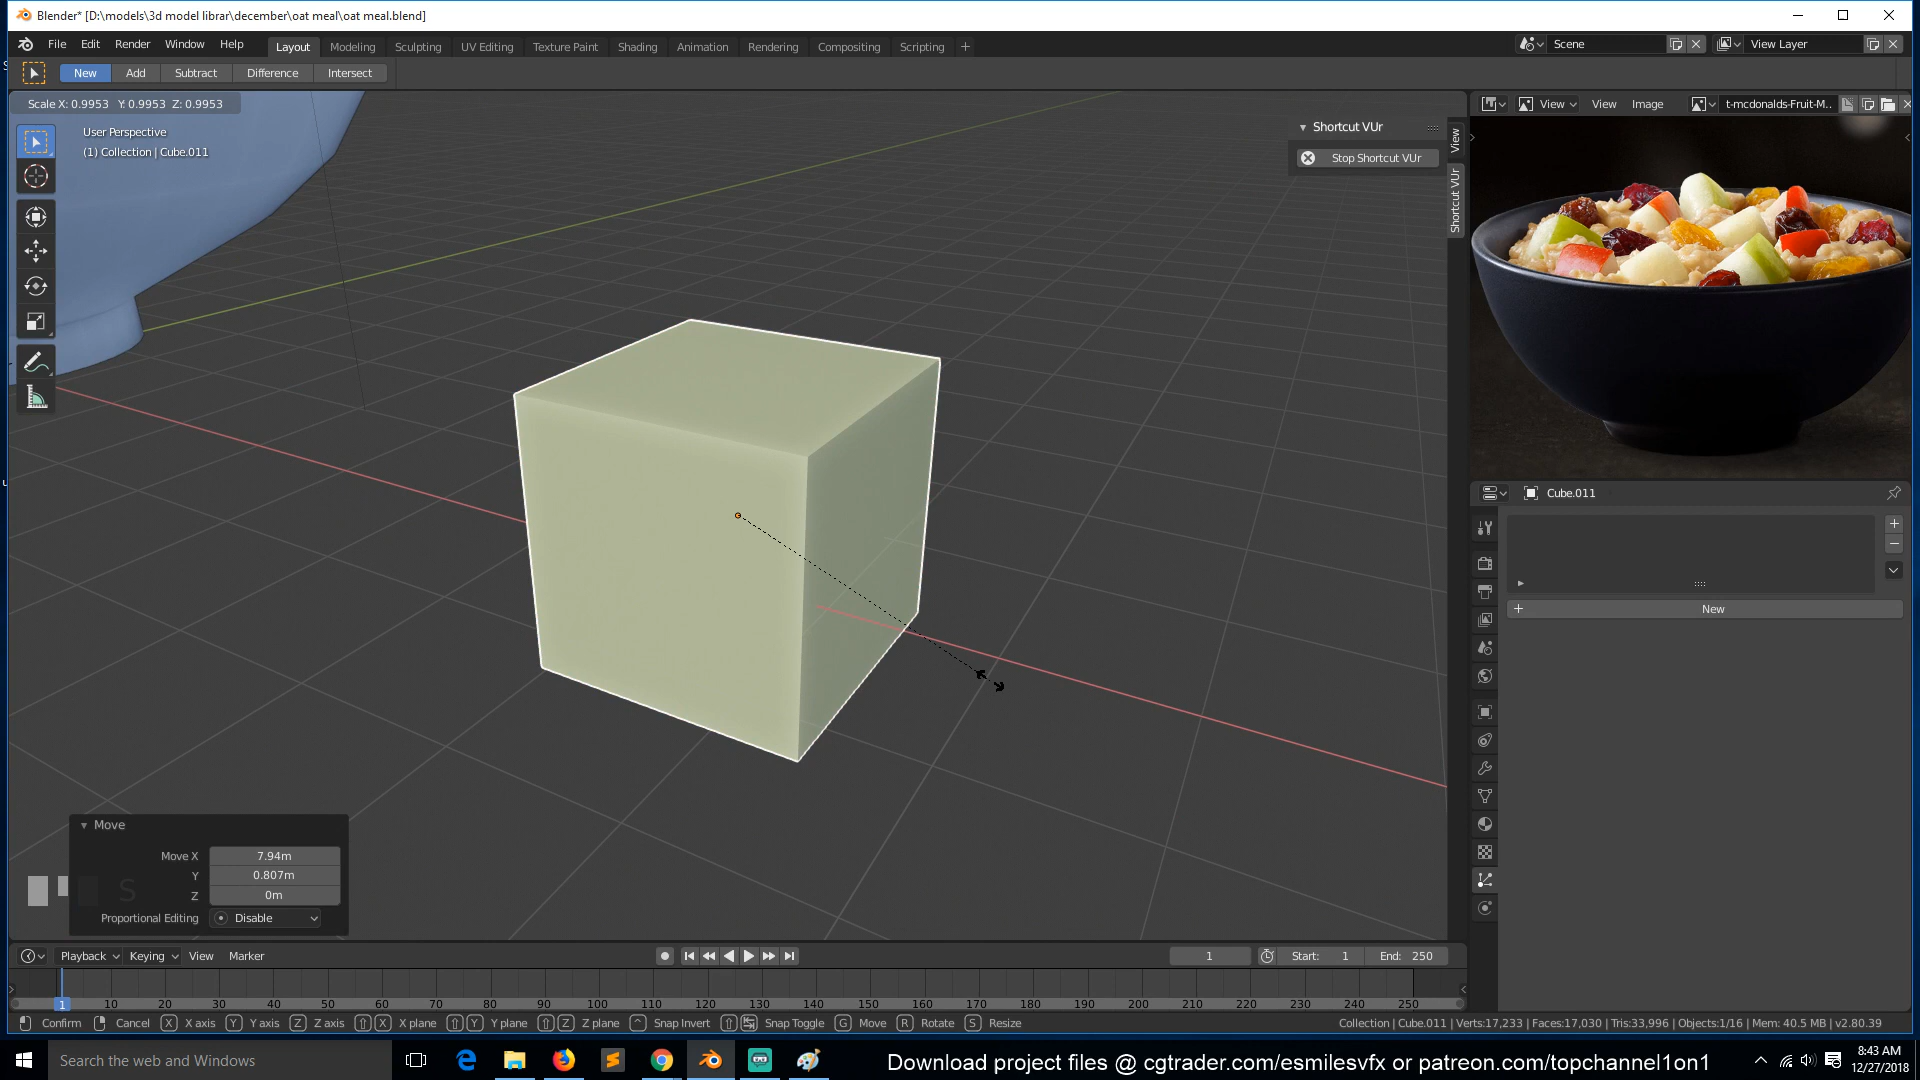 Blender* [D:\models\3d model librar\december\oat meal\oat meal.blend]
File Edit Render Window Help Layout Modeling Sculpting UV Editing Texture Paint Shading Animation Rendering Compositing Scripting + Scene View Layer
New Add Subtract Difference Intersect
Scale X: 0.9953 Y: 0.9953 Z: 0.9953
View View Image t-mcdonalds-Fruit-M..
User Perspective
(1) Collection | Cube.011
Shortcut VUr
Stop Shortcut VUr
View
Shortcut VUr
Cube.011
New
Move
Move X 7.94m
Y 0.807m
Z 0m
S
Proportional Editing Disable
Playback Keying View Marker 1 Start: 1 End: 250
1 10 20 30 40 50 60 70 80 90 100 110 120 130 140 150 160 170 180 190 200 210 220 230 240 250
Confirm Cancel X X axis Y Y axis Z Z axis X X plane Y Y plane Z Z plane ^ Snap Invert Snap Toggle G Move R Rotate S Resize
Collection | Cube.011 | Verts:17,233 | Faces:17,030 | Tris:33,996 | Objects:1/16 | Mem: 40.5 MB | v2.80.39
Search the web and Windows
Download project files @ cgtrader.com/esmilesvfx or patreon.com/topchannel1on1
8:43 AM
12/27/2018